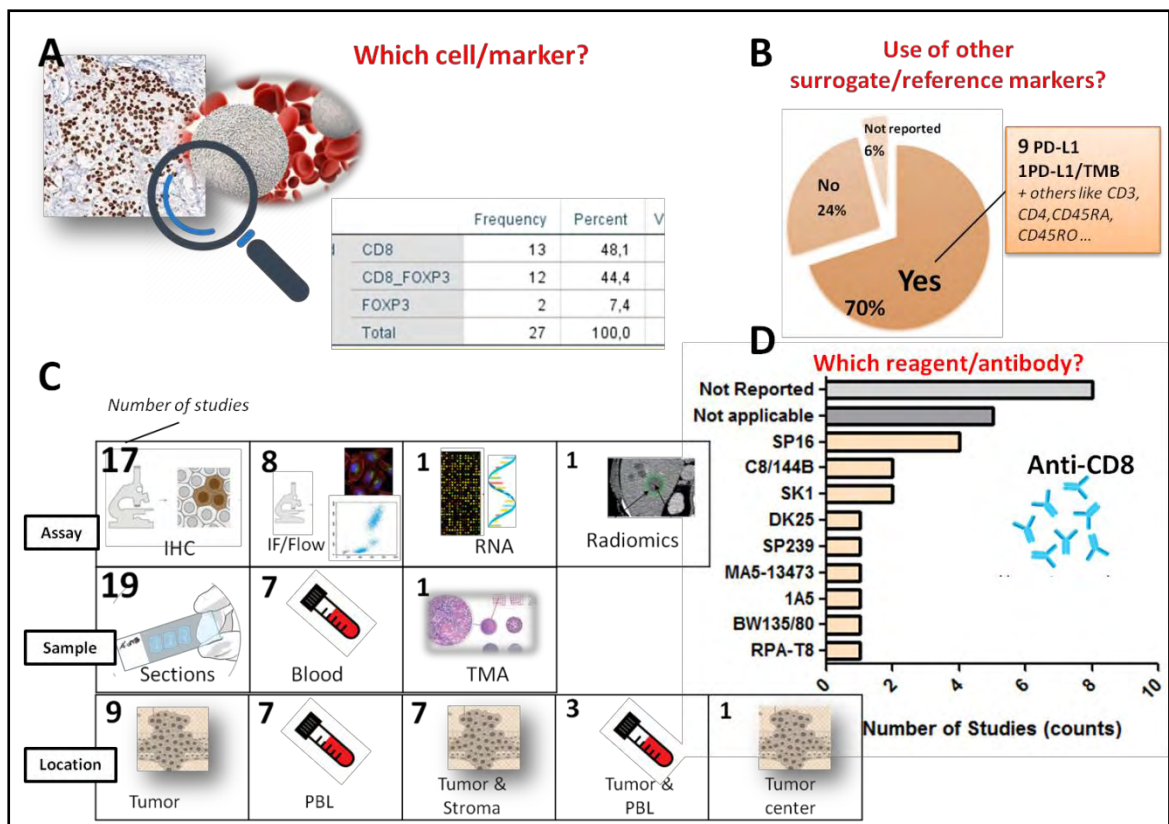 A
Which cell/marker?
Frequency Percent V
CD8 13 48,1
CD8_FOXP3 12 44,4
FOXP3 2 7,4
Total 27 100,0
B
Use of other
surrogate/reference markers?
Not reported
6%
No
24%
Yes
70%
9 PD-L1
1PD-L1/TMB
+ others like CD3,
CD4,CD45RA,
CD45RO ...
C
Number of studies
Assay
17
IHC
8
IF/Flow
1
RNA
1
Radiomics
Sample
19
Sections
7
Blood
1
TMA
Location
9
Tumor
7
PBL
7
Tumor &
Stroma
3
Tumor &
PBL
1
Tumor
center
D
Which reagent/antibody?
Not Reported
Not applicable
SP16
C8/144B
SK1
DK25
SP239
MA5-13473
1A5
BW135/80
RPA-T8
Anti-CD8
0 2 4 6 8 10
Number of Studies (counts)